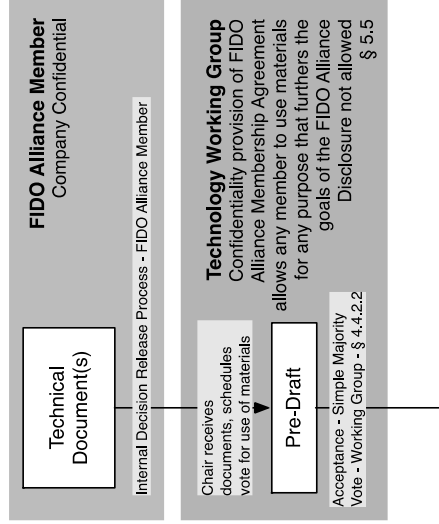 FIDO Alliance Member
Company Confidential
Technical
Document(s)
Internal Decision Release Process - FIDO Alliance Member
Technology Working Group
Confidentiality provision of FIDO
Alliance Membership Agreement
allows any member to use materials
for any purpose that furthers the
goals of the FIDO Alliance
Disclosure not allowed
§ 5.5
Chair receives
documents, schedules
vote for use of materials
Pre-Draft
Acceptance - Simple Majority
Vote - Working Group - § 4.4.2.2